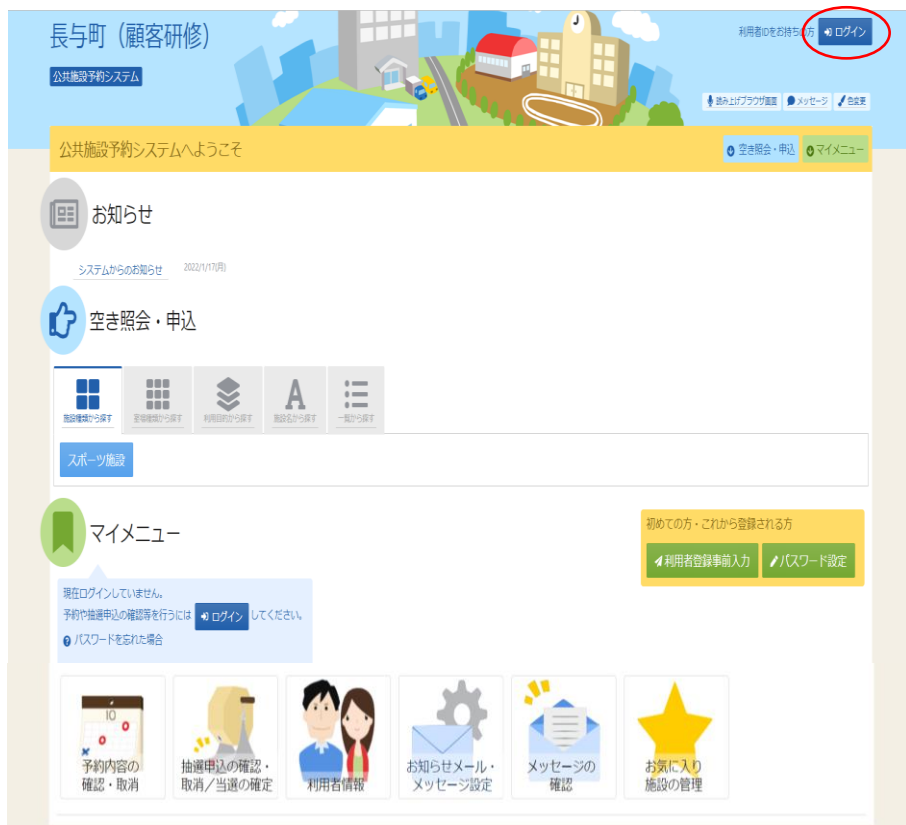 長与町（顧客研修）
利用者IDをお持ちの方 ログイン
公共施設予約システム
読み上げブラウザ画面 メッセージ 色変更
公共施設予約システムへようこそ
空き照会・申込 マイメニュー
お知らせ
システムからのお知らせ 2022/1/17(月)
空き照会・申込
施設種類から探す 室場種類から探す 利用目的から探す 施設名から探す 一覧から探す
スポーツ施設
マイメニュー
初めての方・これから登録される方
利用者登録事前入力 パスワード設定
現在ログインしていません。
予約や抽選申込の確認等を行うには ログイン してください。
パスワードを忘れた場合
予約内容の
確認・取消
抽選申込の確認・
取消／当選の確定
利用者情報
お知らせメール・
メッセージ設定
メッセージの
確認
お気に入り
施設の管理